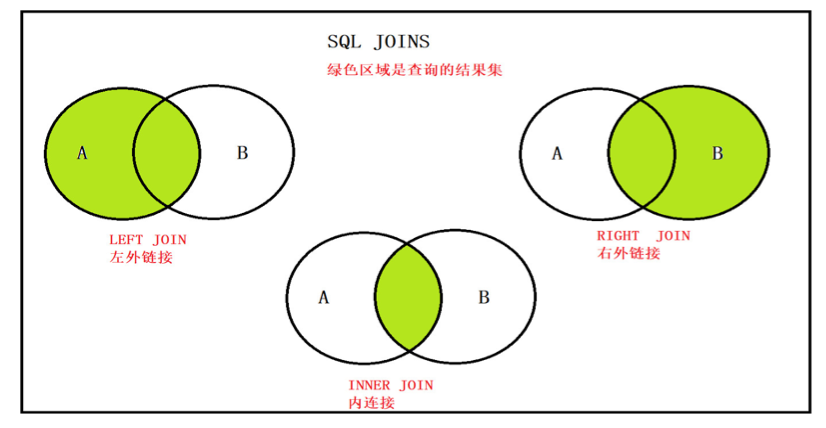 SQL JOINS
绿色区域是查询的结果集
A
B
LEFT JOIN
左外链接
A
B
RIGHT JOIN
右外链接
A
B
INNER JOIN
内连接